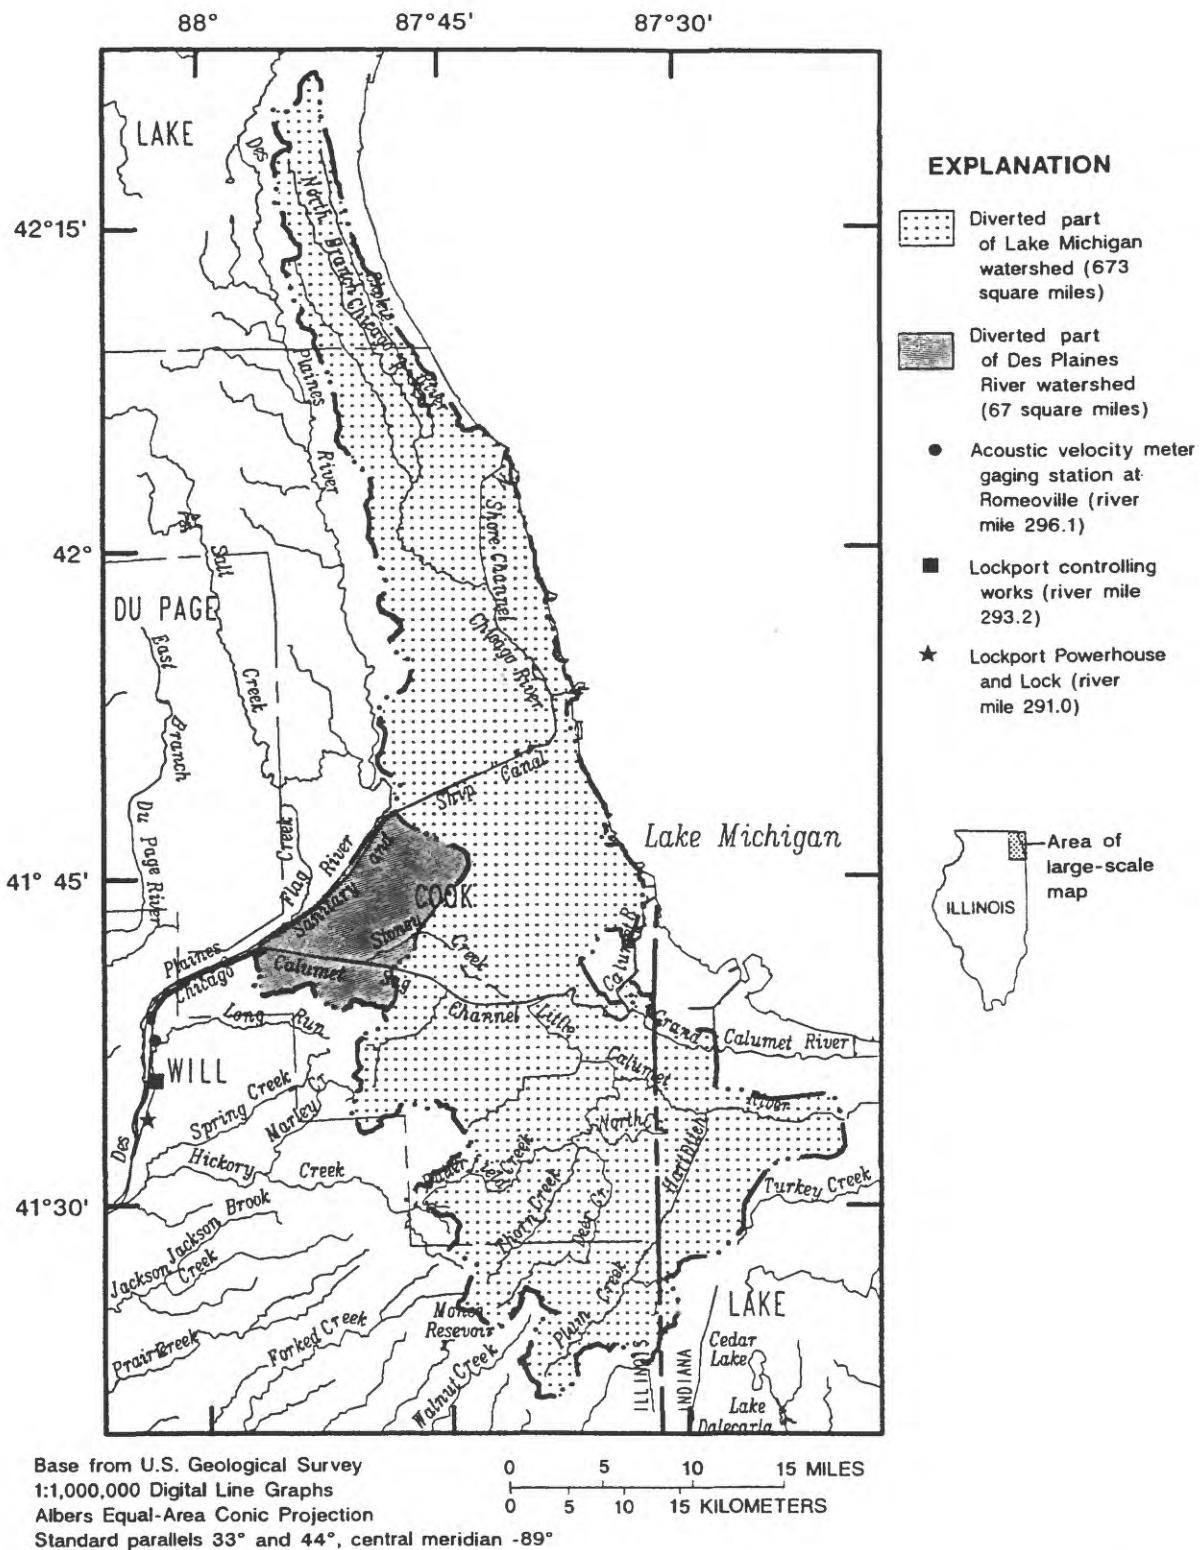 88° 87°45' 87°30'
LAKE
Des
42°15'
North
Branch Chicago
Skokie
River
Plaines
River
42°
Salt
Creek
Shore Channel
Chicago River
DU PAGE
East
Branch
Du Page River
Ship Canal
Creek
Flag
River
Sanitary and
COOK
Lake Michigan
41° 45'
Stoney
Creek
Calumet R
Plaines
Chicago
Calumet Sag
Channel
Little
Grand
Calumet River
Long Run
WILL
Calumet
River
Spring Creek
Marley Cr
North Cr
Hart Ditch
Des
Hickory
Creek
Butterfield Creek
Thorn Creek
Deer Cr
Turkey Creek
41°30'
Jackson Brook
Jackson
Creek
Plum Creek
LAKE
Monee
Resevoir
Prairie Creek
Forked Creek
Walnut Creek
Cedar
Lake
ILLINOIS
INDIANA
Lake
Dalecarlia
EXPLANATION
Diverted part
of Lake Michigan
watershed (673
square miles)
Diverted part
of Des Plaines
River watershed
(67 square miles)
Acoustic velocity meter
gaging station at
Romeoville (river
mile 296.1)
Lockport controlling
works (river mile
293.2)
Lockport Powerhouse
and Lock (river
mile 291.0)
Area of
large-scale
map
ILLINOIS
Base from U.S. Geological Survey
1:1,000,000 Digital Line Graphs
Albers Equal-Area Conic Projection
Standard parallels 33° and 44°, central meridian -89°
0 5 10 15 MILES
0 5 10 15 KILOMETERS